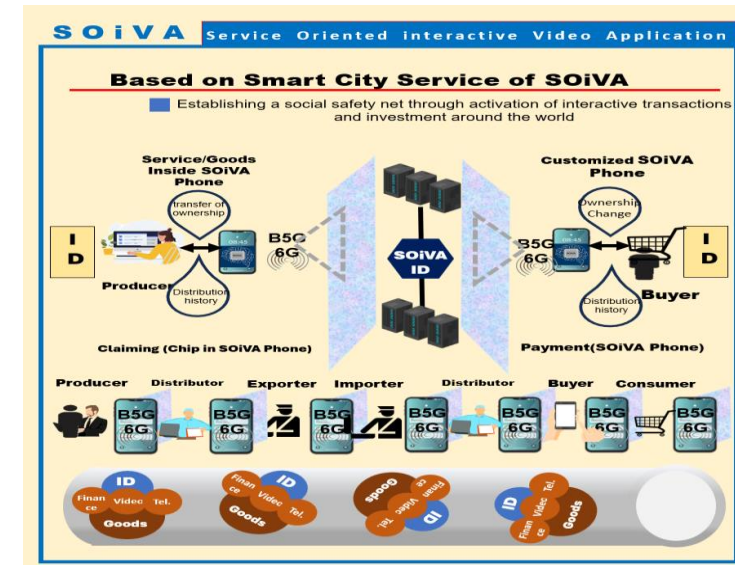 SOiVA Service Oriented interactive Video Application
Based on Smart City Service of SOiVA
Establishing a social safety net through activation of interactive transactions
and investment around the world
Service/Goods
Inside SOiVA
Phone
transfer of
ownership
I
D
B5G
6G
Producer
Distribution
history
Claiming (Chip in SOiVA Phone)
SOiVA
ID
Customized SOiVA
Phone
Ownership
Change
B5G
6G
I
D
Buyer
Distribution
history
Payment(SOiVA Phone)
Producer Distributor Exporter Importer Distributor Buyer Consumer
B5G B5G B5G B5G B5G B5G B5G
6G 6G 6G 6G 6G 6G 6G
ID
Finan
ce
Videc
Tel.
Goods
ID
Finan
ce
Videc
Tel.
Goods
Goods
Finan
ce
Videc
Tel.
ID
ID
Finan
ce
Videc
Tel.
Goods